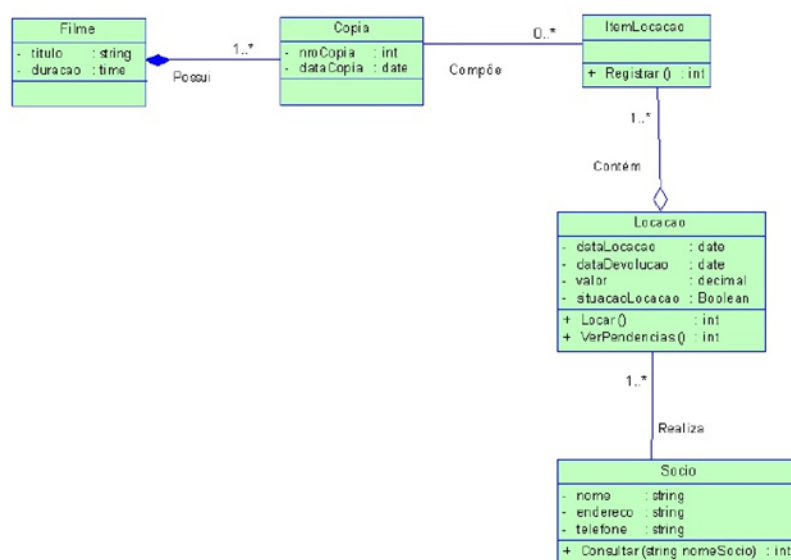 Filme
- titulo : string
- duracao : time
1..*
Possui
Copia
- nroCopia : int
- dataCopia : date
0..*
Compõe
ItemLocacao
+ Registrar () : int
1..*
Contém
Locacao
- dataLocacao : date
- dataDevolucao : date
- valor : decimal
- situacaoLocacao : Boolean
+ Locar () : int
+ VerPendencias () : int
1..*
Realiza
Socio
- nome : string
- endereco : string
- telefone : string
+ Consultar (string nomeSocio) : int